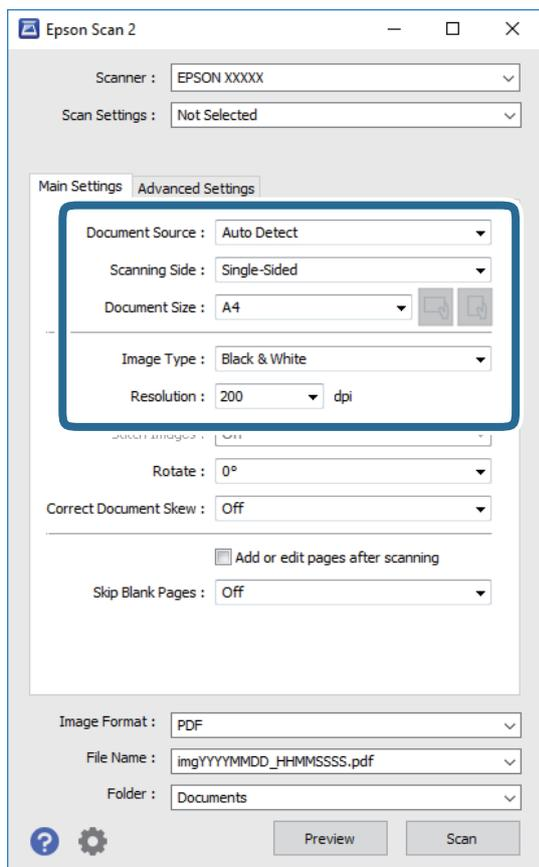 Epson Scan 2
Scanner : EPSON XXXXX
Scan Settings : Not Selected
Main Settings Advanced Settings
Document Source : Auto Detect
Scanning Side : Single-Sided
Document Size : A4
Image Type : Black & White
Resolution : 200 dpi
Stitch Images : On
Rotate : 0°
Correct Document Skew : Off
Add or edit pages after scanning
Skip Blank Pages : Off
Image Format : PDF
File Name : imgYYYYMMDD_HHMMSSSS.pdf
Folder : Documents
? Preview Scan